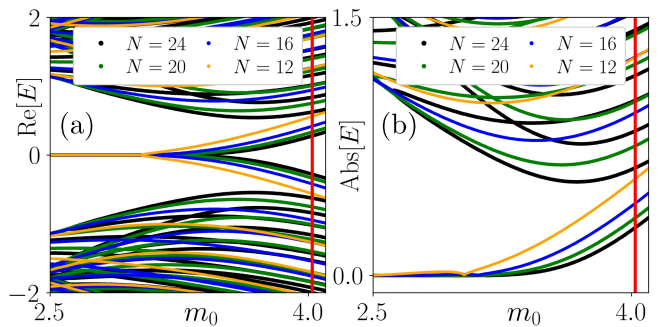 2
N = 24
N = 16
N = 20
N = 12
Re[E]
(a)
0
−2
2.5
m₀
4.0
1.5
N = 24
N = 16
N = 20
N = 12
Abs[E]
(b)
0.0
2.5
m₀
4.0